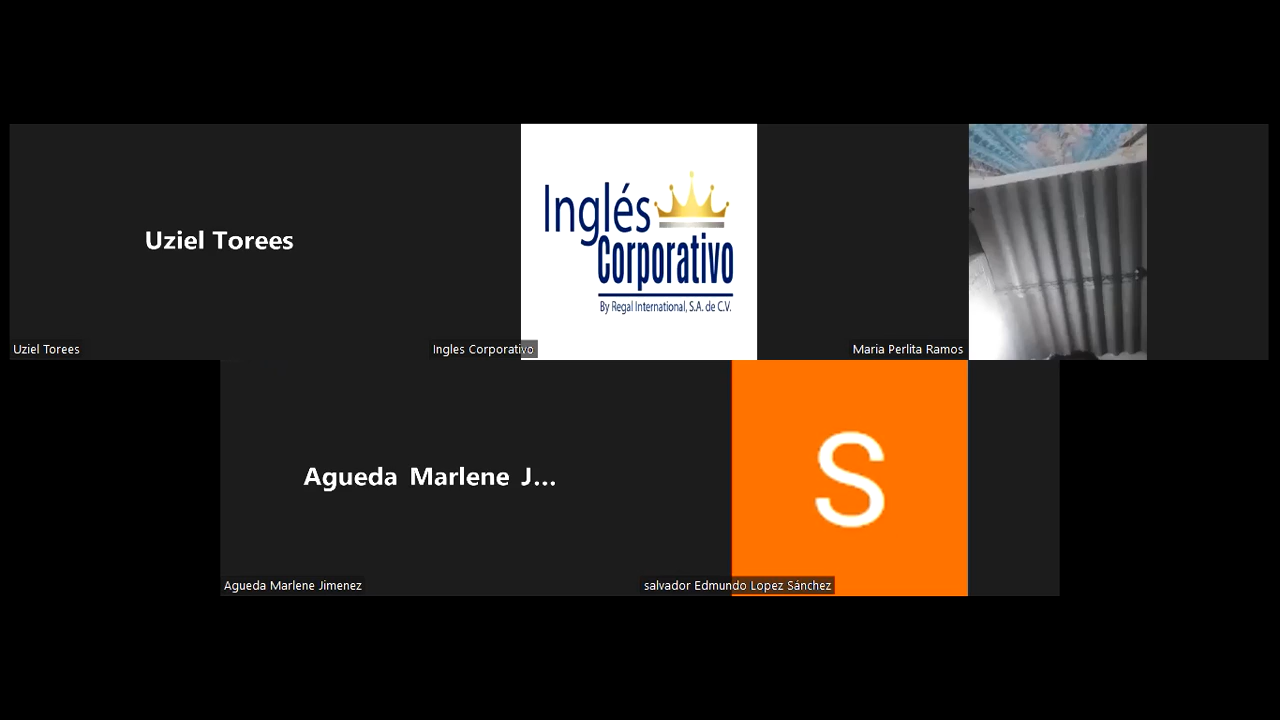 Uziel Torees
Uziel Torees
Inglés
Corporativo
By Regal International, S.A. de C.V.
Ingles Corporativo
Maria Perlita Ramos
Agueda Marlene J...
Agueda Marlene Jimenez
S
salvador Edmundo Lopez Sánchez